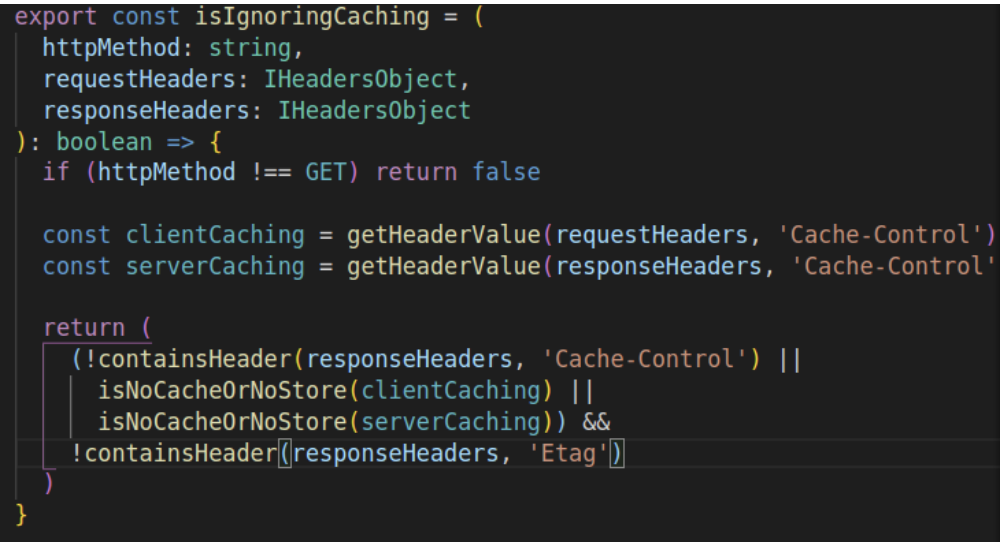 export const isIgnoringCaching = (
  httpMethod: string,
  requestHeaders: IHeadersObject,
  responseHeaders: IHeadersObject
): boolean => {
  if (httpMethod !== GET) return false

  const clientCaching = getHeaderValue(requestHeaders, 'Cache-Control')
  const serverCaching = getHeaderValue(responseHeaders, 'Cache-Control'

  return (
    (!containsHeader(responseHeaders, 'Cache-Control') ||
      isNoCacheOrNoStore(clientCaching) ||
      isNoCacheOrNoStore(serverCaching)) &&
    !containsHeader(responseHeaders, 'Etag')
  )
}